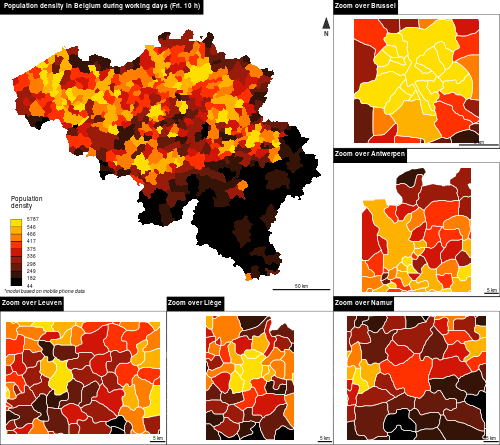 Population density in Belgium during working days (Fri. 10 h)
N
Population
density
5787
546
466
417
375
336
298
249
182
44
*model based on mobile phone data
50 km
Zoom over Brussel
Zoom over Antwerpen
5 km
Zoom over Leuven
5 km
Zoom over Liège
5 km
Zoom over Namur
5 km